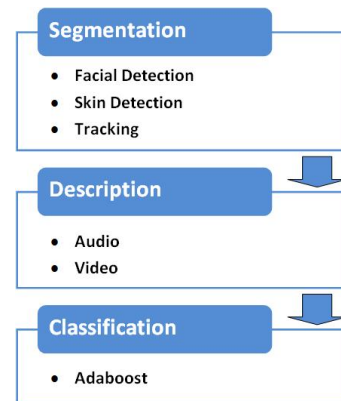 Segmentation
• Facial Detection
• Skin Detection
• Tracking
Description
• Audio
• Video
Classification
• Adaboost